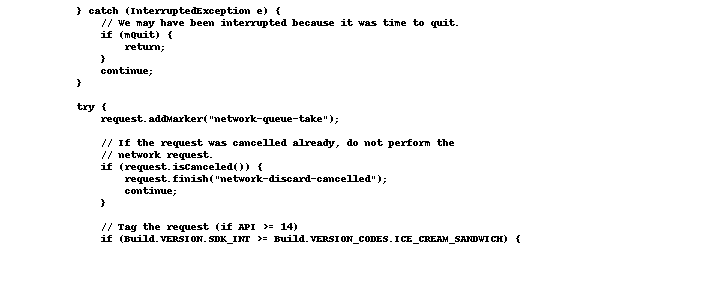 } catch (InterruptedException e) {
// We may have been interrupted because it was time to quit.
if (mQuit) {
return;
}
continue;
}
try {
request.addMarker("network-queue-take");
// If the request was cancelled already, do not perform the
// network request.
if (request.isCanceled()) {
request.finish("network-discard-cancelled");
continue;
}
// Tag the request (if API >= 14)
if (Build.VERSION.SDK_INT >= Build.VERSION_CODES.ICE_CREAM_SANDWICH) {